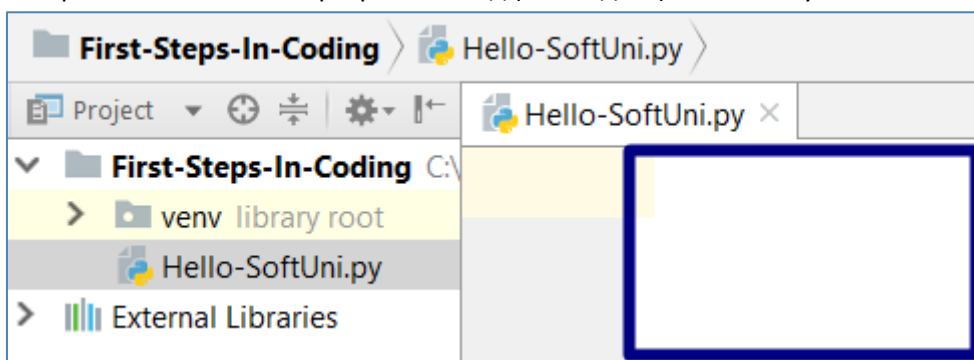 First-Steps-In-Coding Hello-SoftUni.py
Project Hello-SoftUni.py
First-Steps-In-Coding C:\
venv library root
Hello-SoftUni.py
External Libraries